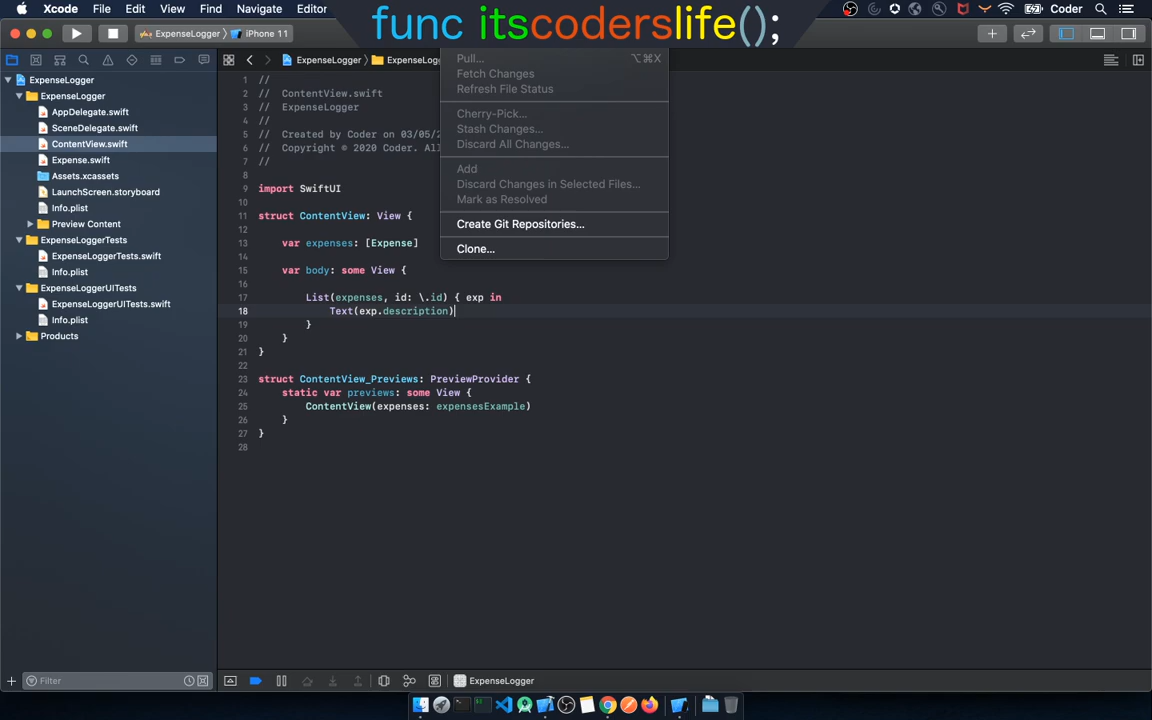 Xcode File Edit View Find Navigate Editor
func itscoderslife();
Coder
ExpenseLogger iPhone 11
ExpenseLogger
ExpenseLogger
AppDelegate.swift
SceneDelegate.swift
ContentView.swift
Expense.swift
Assets.xcassets
LaunchScreen.storyboard
Info.plist
Preview Content
ExpenseLoggerTests
ExpenseLoggerTests.swift
Info.plist
ExpenseLoggerUITests
ExpenseLoggerUITests.swift
Info.plist
Products
Filter
ExpenseLogger
1 //
2 // ContentView.swift
3 // ExpenseLogger
4 //
5 // Created by Coder on 03/05/2
6 // Copyright © 2020 Coder. All
7 //
8
9 import SwiftUI
10
11 struct ContentView: View {
12
13 var expenses: [Expense]
14
15 var body: some View {
16
17 List(expenses, id: \.id) { exp in
18 Text(exp.description)
19 }
20 }
21 }
22
23 struct ContentView_Previews: PreviewProvider {
24 static var previews: some View {
25 ContentView(expenses: expensesExample)
26 }
27 }
28
Pull... ⌥⌘X
Fetch Changes
Refresh File Status
Cherry-Pick...
Stash Changes...
Discard All Changes...
Add
Discard Changes in Selected Files...
Mark as Resolved
Create Git Repositories...
Clone...
ExpenseLogger